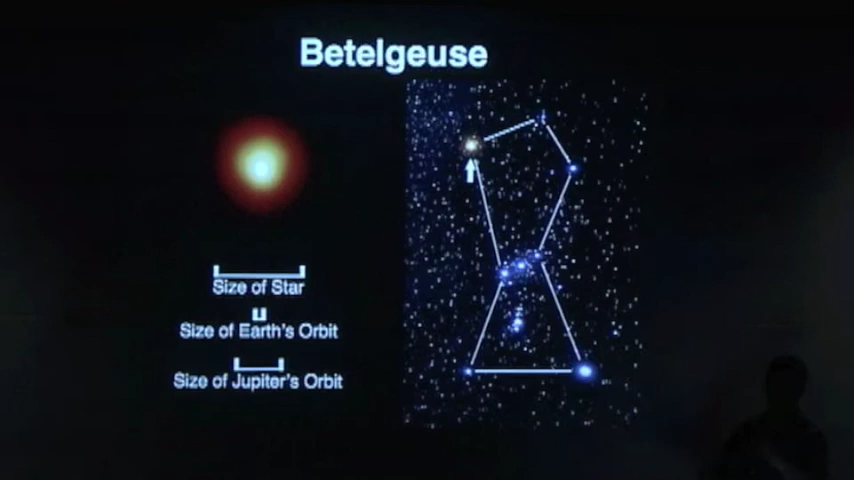 Betelgeuse
Size of Star
Size of Earth's Orbit
Size of Jupiter's Orbit